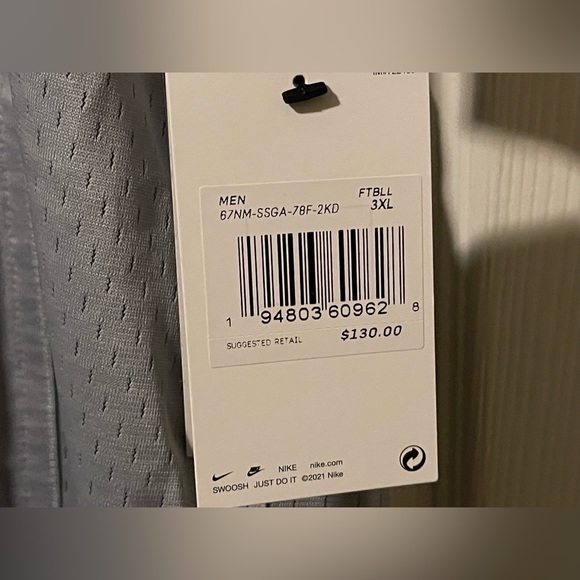 MEN FTBLL
67NM-SSGA-78F-2KD 3XL
1 94803 60962 8
SUGGESTED RETAIL $130.00
NIKE nike.com
SWOOSH JUST DO IT ©2021 Nike